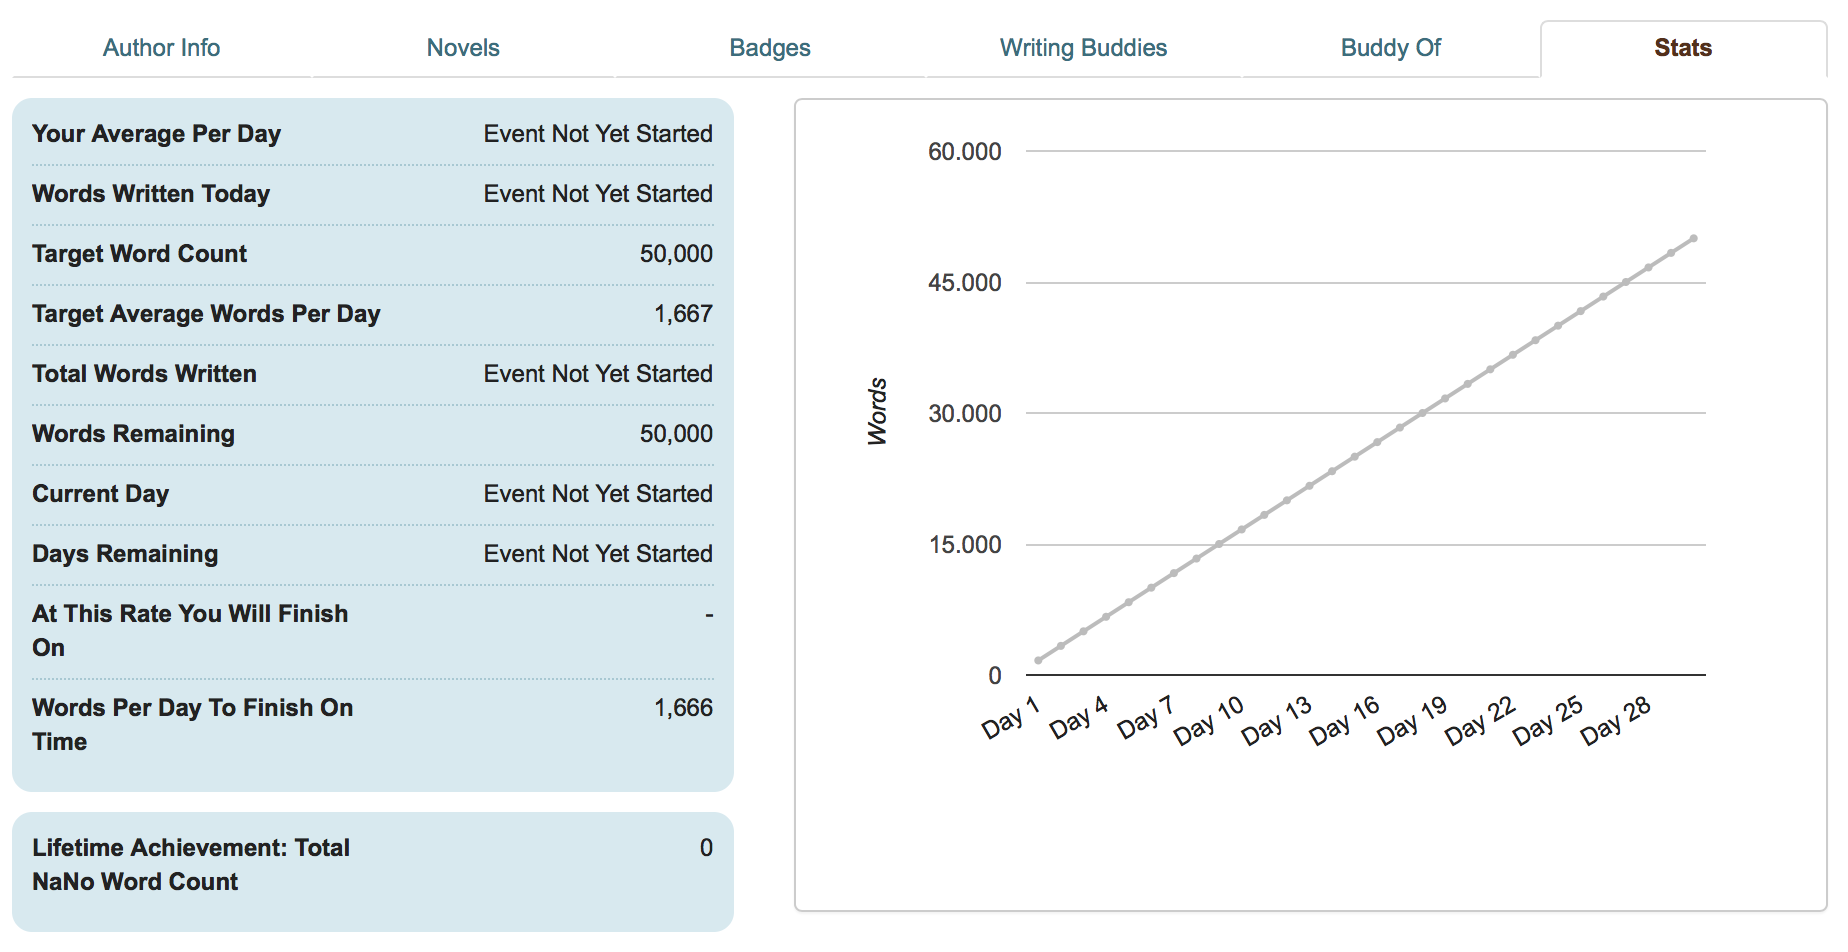 Author Info
Novels
Badges
Writing Buddies
Buddy Of
Stats
Your Average Per Day Event Not Yet Started
Words Written Today Event Not Yet Started
Target Word Count 50,000
Target Average Words Per Day 1,667
Total Words Written Event Not Yet Started
Words Remaining 50,000
Current Day Event Not Yet Started
Days Remaining Event Not Yet Started
At This Rate You Will Finish -
On
Words Per Day To Finish On 1,666
Time
Lifetime Achievement: Total 0
NaNo Word Count
60.000
45.000
30.000
15.000
0
Words
Day 1
Day 4
Day 7
Day 10
Day 13
Day 16
Day 19
Day 22
Day 25
Day 28